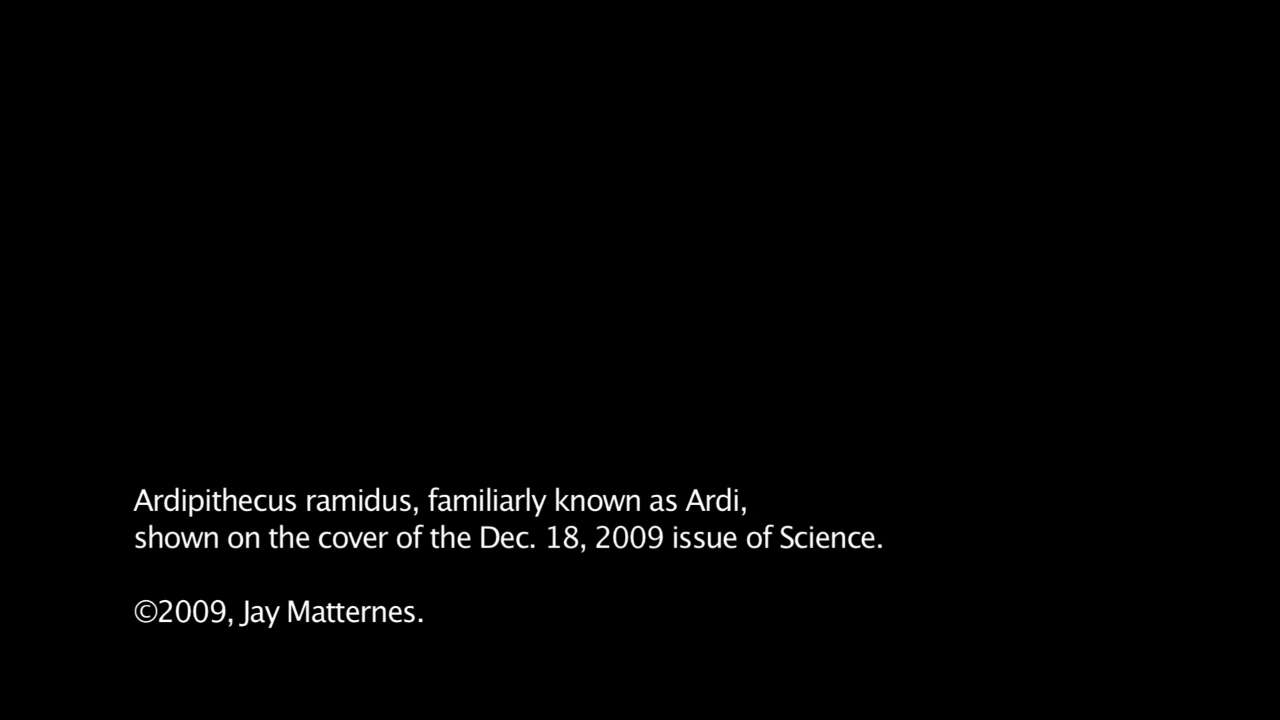 Ardipithecus ramidus, familiarly known as Ardi,
shown on the cover of the Dec. 18, 2009 issue of Science.
©2009, Jay Matternes.